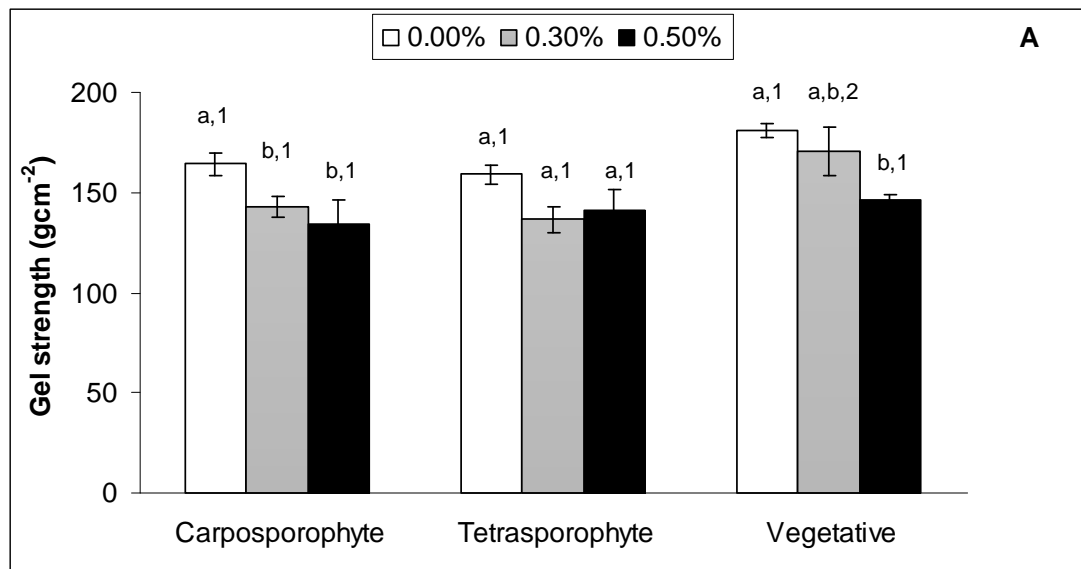 0.00% 0.30% 0.50%
A
Gel strength (gcm-2)
200
150
100
50
0
a,1
b,1
b,1
a,1
a,1
a,1
a,1
a,b,2
b,1
Carposporophyte Tetrasporophyte Vegetative